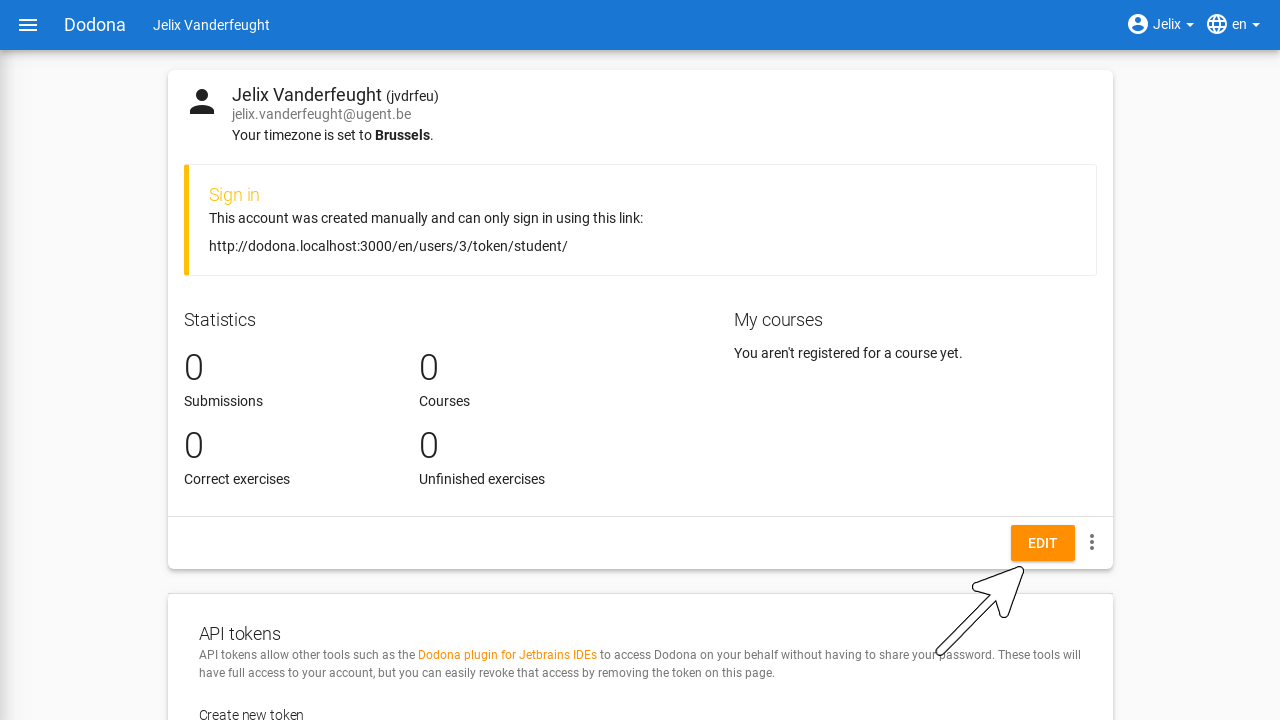 Dodona
Jelix Vanderfeught
Jelix
en
Jelix Vanderfeught (jvdrfeu)
jelix.vanderfeught@ugent.be
Your timezone is set to Brussels.
Sign in
This account was created manually and can only sign in using this link:
http://dodona.localhost:3000/en/users/3/token/student/
Statistics
My courses
0
0
You aren't registered for a course yet.
Submissions
Courses
0
0
Correct exercises
Unfinished exercises
EDIT
API tokens
API tokens allow other tools such as the Dodona plugin for Jetbrains IDEs to access Dodona on your behalf without having to share your password. These tools will
have full access to your account, but you can easily revoke that access by removing the token on this page.
Create new token